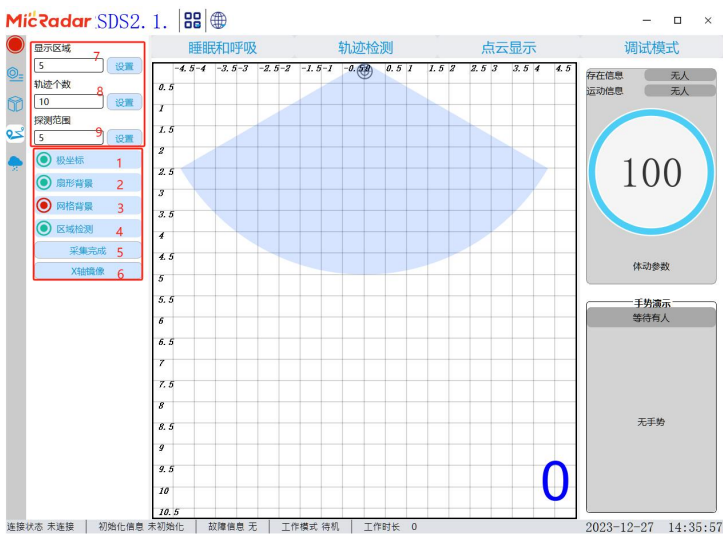 MicRadar SDS2. 1.
睡眠和呼吸 轨迹检测 点云显示 调试模式
显示区域
7
5 设置
轨迹个数
8
10 设置
探测范围
9
5 设置
极坐标 1
扇形背景 2
网格背景 3
区域检测 4
采集完成 5
X轴镜像 6
-4.5 -4 -3.5 -3 -2.5 -2 -1.5 -1 -0.5 0 0.5 1 1.5 2 2.5 3 3.5 4 4.5
0.5
1
1.5
2
2.5
3
3.5
4
4.5
5
5.5
6
6.5
7
7.5
8
8.5
9
9.5
10
10.5
0
存在信息 无人
运动信息 无人
100
体动参数
手势演示
等待有人
无手势
连接状态 未连接 初始化信息 未初始化 故障信息 无 工作模式 待机 工作时长 0 2023-12-27 14:35:57